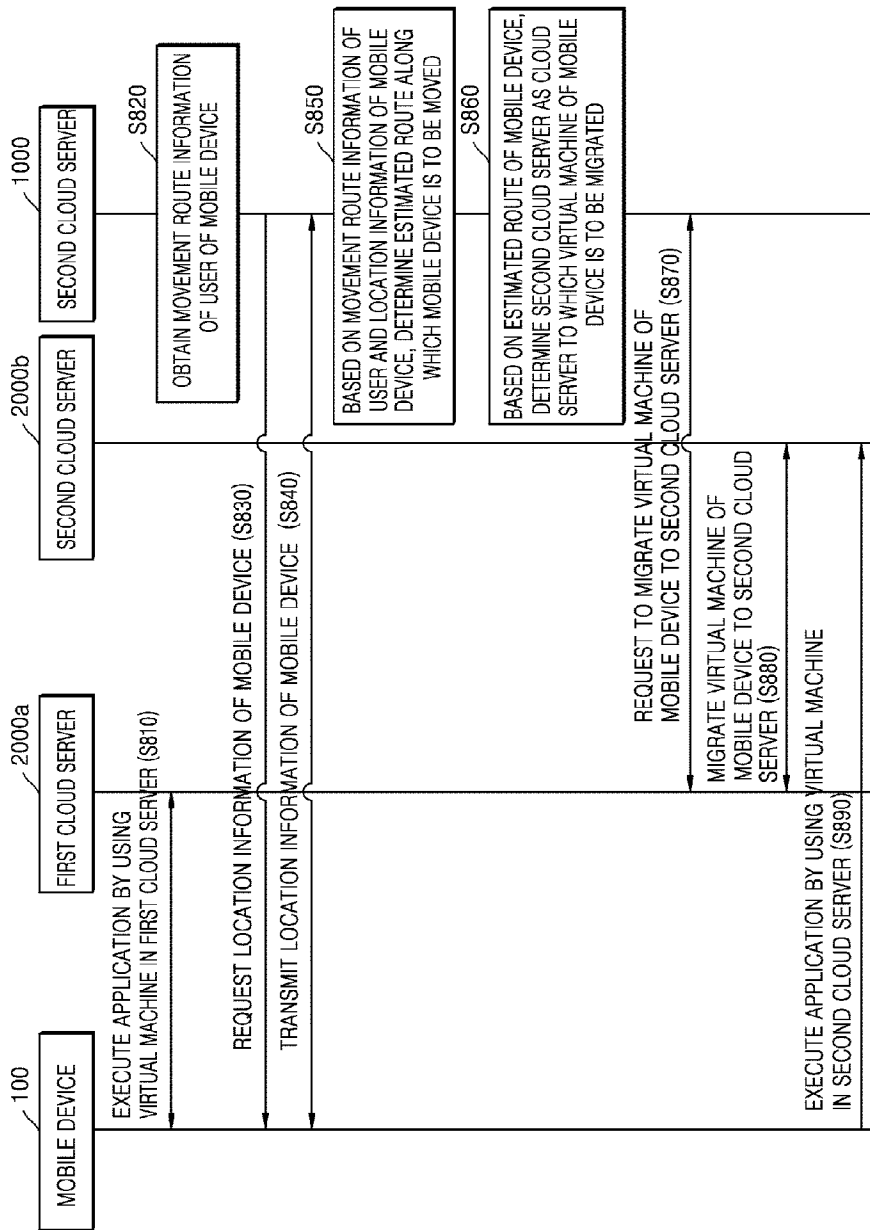 100
MOBILE DEVICE
2000a
FIRST CLOUD SERVER
2000b
SECOND CLOUD SERVER
1000
SECOND CLOUD SERVER
EXECUTE APPLICATION BY USING
VIRTUAL MACHINE IN FIRST CLOUD SERVER (S810)
S820
OBTAIN MOVEMENT ROUTE INFORMATION
OF USER OF MOBILE DEVICE
REQUEST LOCATION INFORMATION OF MOBILE DEVICE (S830)
TRANSMIT LOCATION INFORMATION OF MOBILE DEVICE (S840)
S850
BASED ON MOVEMENT ROUTE INFORMATION OF
USER AND LOCATION INFORMATION OF MOBILE
DEVICE, DETERMINE ESTIMATED ROUTE ALONG
WHICH MOBILE DEVICE IS TO BE MOVED
S860
BASED ON ESTIMATED ROUTE OF MOBILE DEVICE,
DETERMINE SECOND CLOUD SERVER AS CLOUD
SERVER TO WHICH VIRTUAL MACHINE OF MOBILE
DEVICE IS TO BE MIGRATED
REQUEST TO MIGRATE VIRTUAL MACHINE OF
MOBILE DEVICE TO SECOND CLOUD SERVER (S870)
MIGRATE VIRTUAL MACHINE OF
MOBILE DEVICE TO SECOND CLOUD
SERVER (S880)
EXECUTE APPLICATION BY USING VIRTUAL MACHINE
IN SECOND CLOUD SERVER (S890)